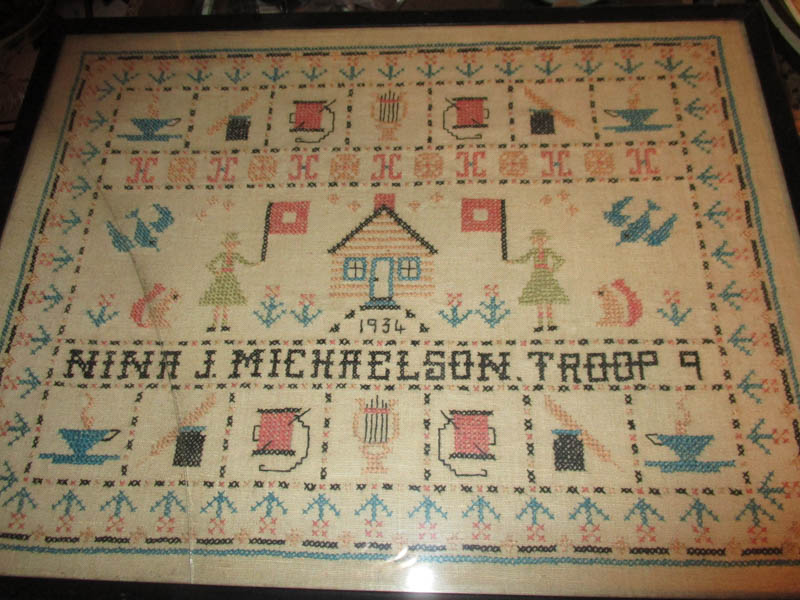 1934
NINA J. MICHAELSON. TROOP 9